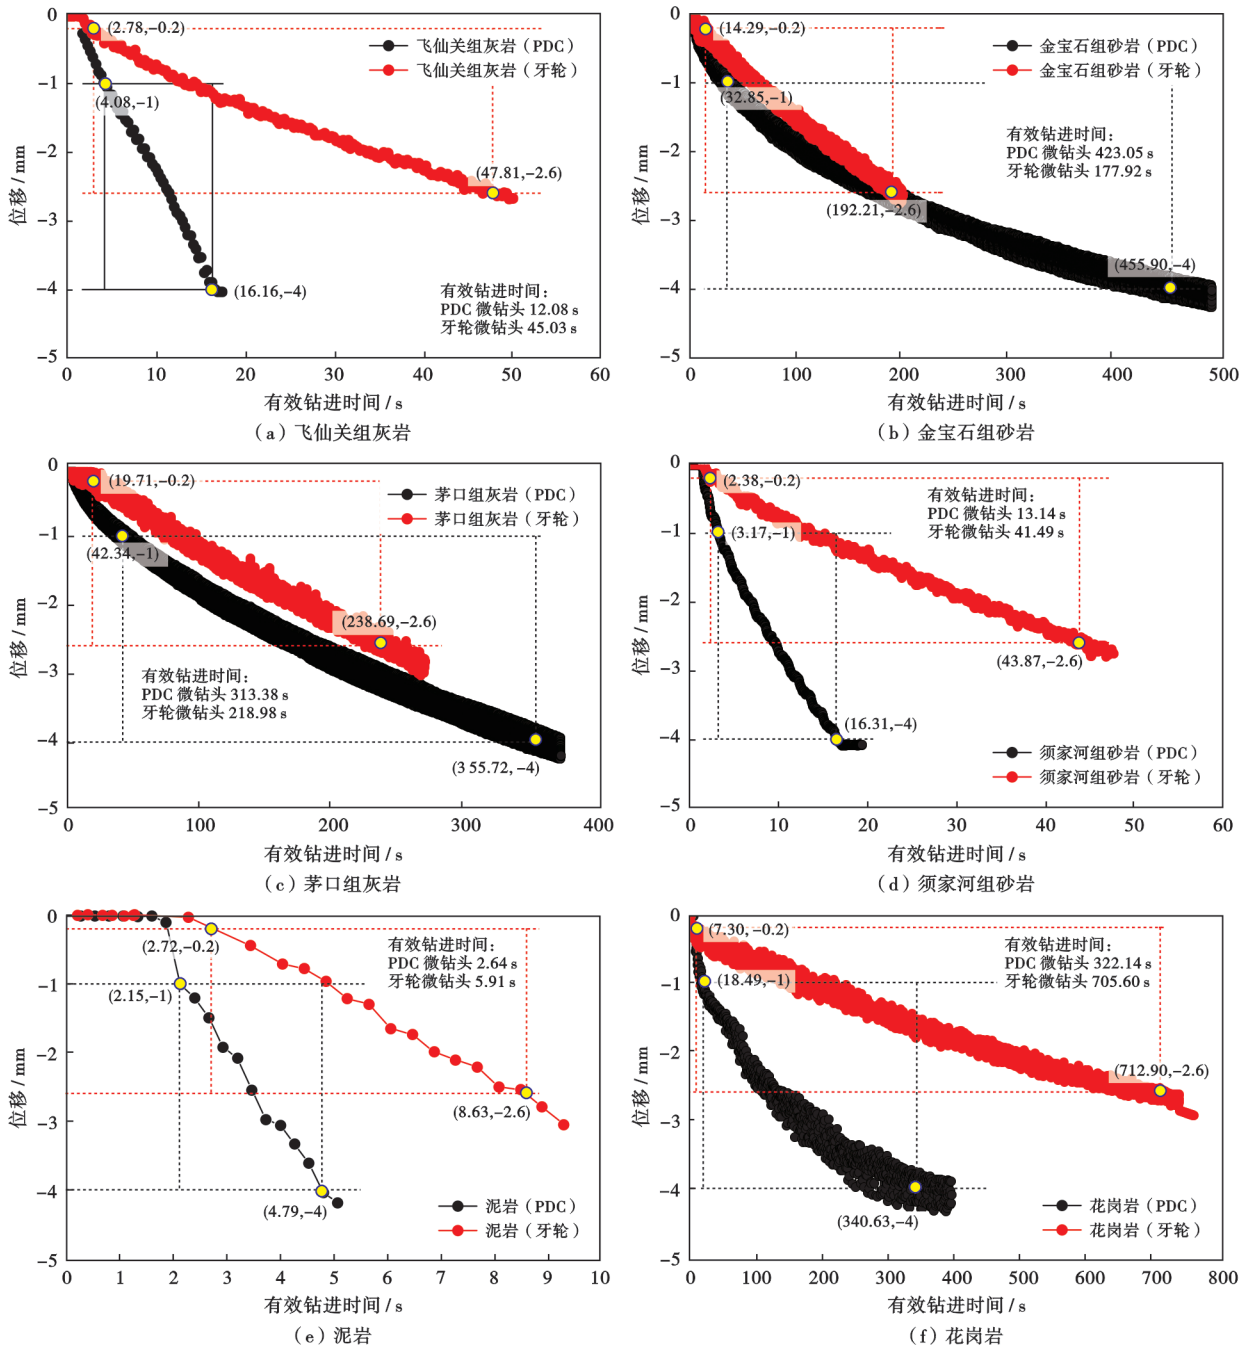 0
−1
−2
−3
−4
−5
位移 / mm
(2.78,−0.2)
飞仙关组灰岩（PDC）
飞仙关组灰岩（牙轮）
(4.08,−1)
(47.81,−2.6)
(16.16,−4)
有效钻进时间：
PDC 微钻头 12.08 s
牙轮微钻头 45.03 s
0 10 20 30 40 50 60
有效钻进时间 / s
（a）飞仙关组灰岩
0
−1
−2
−3
−4
−5
位移 / mm
(14.29,−0.2)
金宝石组砂岩（PDC）
金宝石组砂岩（牙轮）
(32.85,−1)
有效钻进时间：
PDC 微钻头 423.05 s
牙轮微钻头 177.92 s
(192.21,−2.6)
(455.90,−4)
0 100 200 300 400 500
有效钻进时间 / s
（b）金宝石组砂岩
0
−1
−2
−3
−4
−5
位移 / mm
(19.71,−0.2)
茅口组灰岩（PDC）
茅口组灰岩（牙轮）
(42.34,−1)
(238.69,−2.6)
有效钻进时间：
PDC 微钻头 313.38 s
牙轮微钻头 218.98 s
(3 55.72,−4)
0 100 200 300 400
有效钻进时间 / s
（c）茅口组灰岩
0
−1
−2
−3
−4
−5
位移 / mm
(2.38,−0.2)
有效钻进时间：
PDC 微钻头 13.14 s
牙轮微钻头 41.49 s
(3.17,−1)
(43.87,−2.6)
(16.31,−4)
须家河组砂岩（PDC）
须家河组砂岩（牙轮）
0 10 20 30 40 50 60
有效钻进时间 / s
（d）须家河组砂岩
0
−1
−2
−3
−4
−5
位移 / mm
(2.72,−0.2)
有效钻进时间：
PDC 微钻头 2.64 s
牙轮微钻头 5.91 s
(2.15,−1)
(8.63,−2.6)
(4.79,−4)
泥岩（PDC）
泥岩（牙轮）
0 1 2 3 4 5 6 7 8 9 10
有效钻进时间 / s
（e）泥岩
0
−1
−2
−3
−4
−5
位移 / mm
(7.30,−0.2)
有效钻进时间：
PDC 微钻头 322.14 s
牙轮微钻头 705.60 s
(18.49,−1)
(712.90,−2.6)
(340.63,−4)
花岗岩（PDC）
花岗岩（牙轮）
0 100 200 300 400 500 600 700 800
有效钻进时间 / s
（f）花岗岩